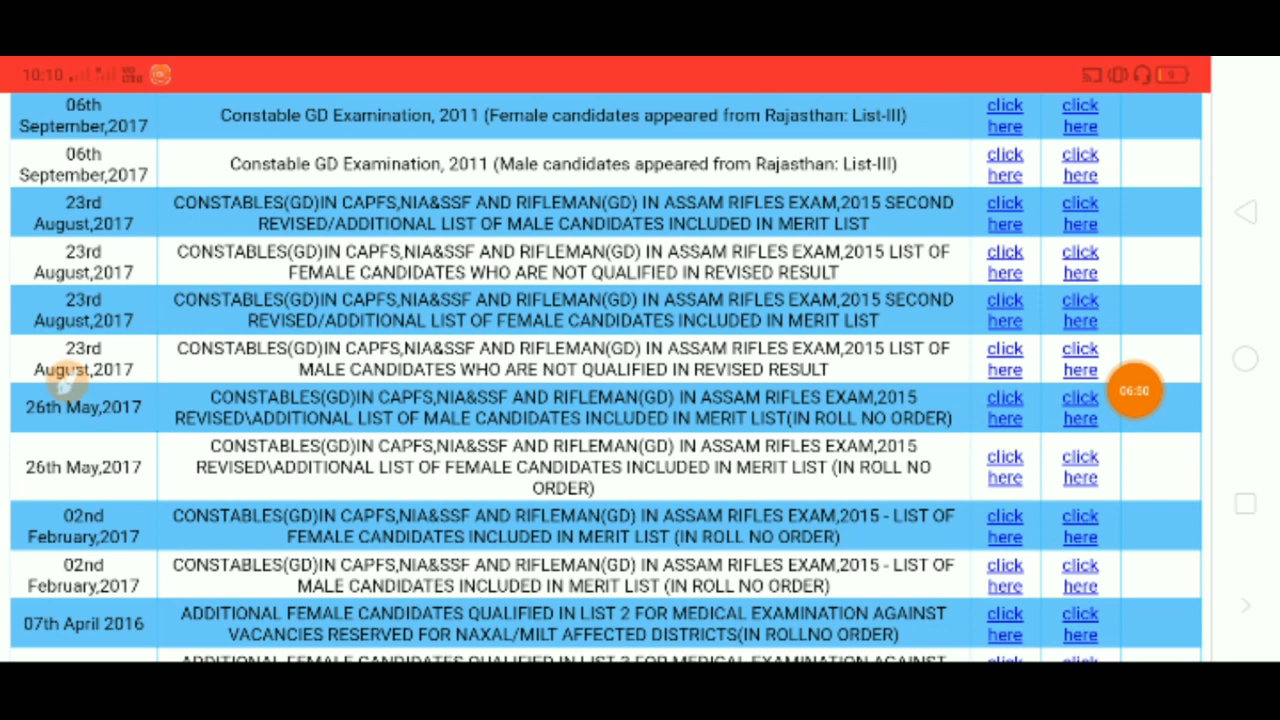 10:10
06th
September,2017
Constable GD Examination, 2011 (Female candidates appeared from Rajasthan: List-III)
click
here
click
here
06th
September,2017
Constable GD Examination, 2011 (Male candidates appeared from Rajasthan: List-III)
click
here
click
here
23rd
August,2017
CONSTABLES(GD)IN CAPFS,NIA&SSF AND RIFLEMAN(GD) IN ASSAM RIFLES EXAM,2015 SECOND
REVISED/ADDITIONAL LIST OF MALE CANDIDATES INCLUDED IN MERIT LIST
click
here
click
here
23rd
August,2017
CONSTABLES(GD)IN CAPFS,NIA&SSF AND RIFLEMAN(GD) IN ASSAM RIFLES EXAM,2015 LIST OF
FEMALE CANDIDATES WHO ARE NOT QUALIFIED IN REVISED RESULT
click
here
click
here
23rd
August,2017
CONSTABLES(GD)IN CAPFS,NIA&SSF AND RIFLEMAN(GD) IN ASSAM RIFLES EXAM,2015 SECOND
REVISED/ADDITIONAL LIST OF FEMALE CANDIDATES INCLUDED IN MERIT LIST
click
here
click
here
23rd
August,2017
CONSTABLES(GD)IN CAPFS,NIA&SSF AND RIFLEMAN(GD) IN ASSAM RIFLES EXAM,2015 LIST OF
MALE CANDIDATES WHO ARE NOT QUALIFIED IN REVISED RESULT
click
here
click
here
06:50
26th May,2017
CONSTABLES(GD)IN CAPFS,NIA&SSF AND RIFLEMAN(GD) IN ASSAM RIFLES EXAM,2015
REVISED\ADDITIONAL LIST OF MALE CANDIDATES INCLUDED IN MERIT LIST(IN ROLL NO ORDER)
click
here
click
here
26th May,2017
CONSTABLES(GD)IN CAPFS,NIA&SSF AND RIFLEMAN(GD) IN ASSAM RIFLES EXAM,2015
REVISED\ADDITIONAL LIST OF FEMALE CANDIDATES INCLUDED IN MERIT LIST (IN ROLL NO
ORDER)
click
here
click
here
02nd
February,2017
CONSTABLES(GD)IN CAPFS,NIA&SSF AND RIFLEMAN(GD) IN ASSAM RIFLES EXAM,2015 - LIST OF
FEMALE CANDIDATES INCLUDED IN MERIT LIST (IN ROLL NO ORDER)
click
here
click
here
02nd
February,2017
CONSTABLES(GD)IN CAPFS,NIA&SSF AND RIFLEMAN(GD) IN ASSAM RIFLES EXAM,2015 - LIST OF
MALE CANDIDATES INCLUDED IN MERIT LIST (IN ROLL NO ORDER)
click
here
click
here
07th April 2016
ADDITIONAL FEMALE CANDIDATES QUALIFIED IN LIST 2 FOR MEDICAL EXAMINATION AGAINST
VACANCIES RESERVED FOR NAXAL/MILT AFFECTED DISTRICTS(IN ROLLNO ORDER)
click
here
click
here
ADDITIONAL FEMALE CANDIDATES QUALIFIED IN LIST 3 FOR MEDICAL EXAMINATION AGAINST
click
click